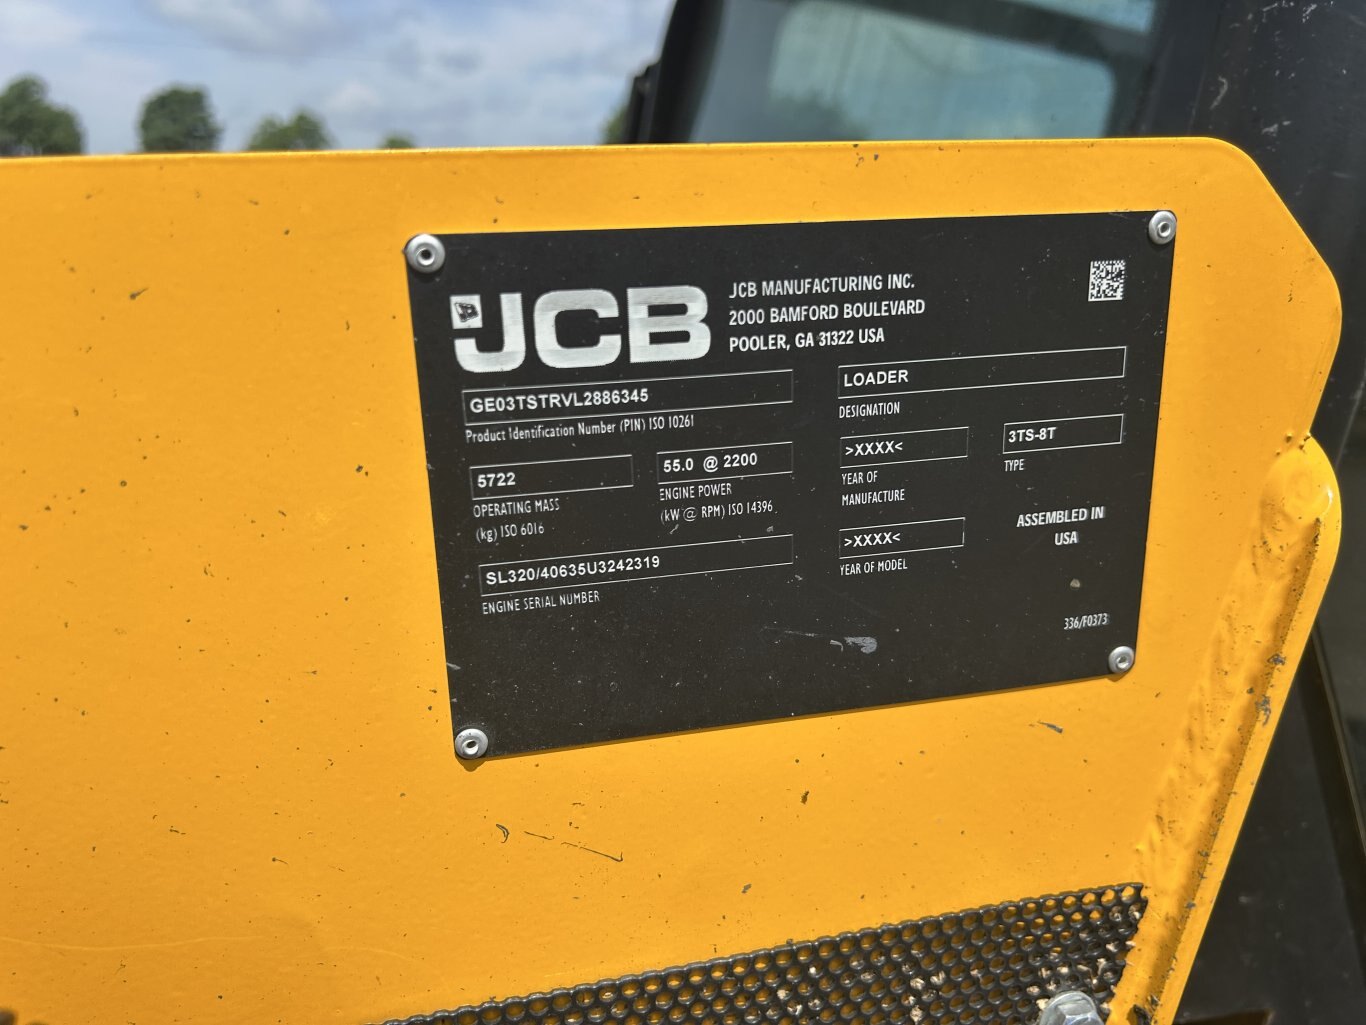 JCB
JCB MANUFACTURING INC.
2000 BAMFORD BOULEVARD
POOLER, GA 31322 USA
GE03TSTRVL2886345
Product Identification Number (PIN) ISO 10261
LOADER
DESIGNATION
5722
OPERATING MASS
(kg) ISO 6016
55.0 @ 2200
ENGINE POWER
(kW @ RPM) ISO 14396
>XXXX<
YEAR OF
MANUFACTURE
3TS-8T
TYPE
SL320/40635U3242319
ENGINE SERIAL NUMBER
>XXXX<
YEAR OF MODEL
ASSEMBLED IN
USA
336/F0373